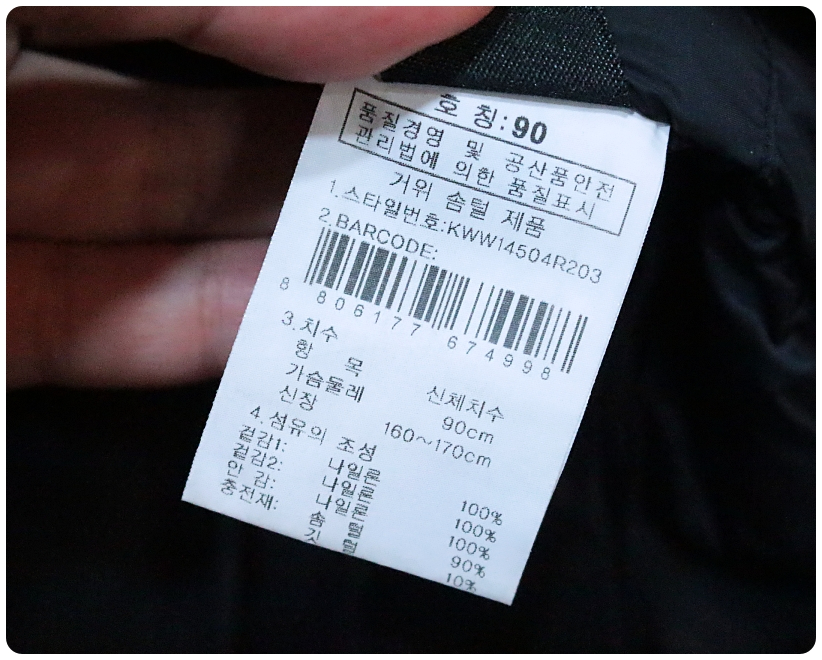 호 칭:90
품질경영 및 공산품안전
관리법에 의한 품질표시
거위 솜털 제품
1.스타일번호:KWW14504R203
2.BARCODE:
8 806177 674998
3.치수
항 목 신체치수
가슴둘레 90cm
신장 160~170cm
4.섬유의 조성
겉감1: 나일론 100%
겉감2: 나일론 100%
안 감: 나일론 100%
충전재: 솜털 90%
깃털 10%